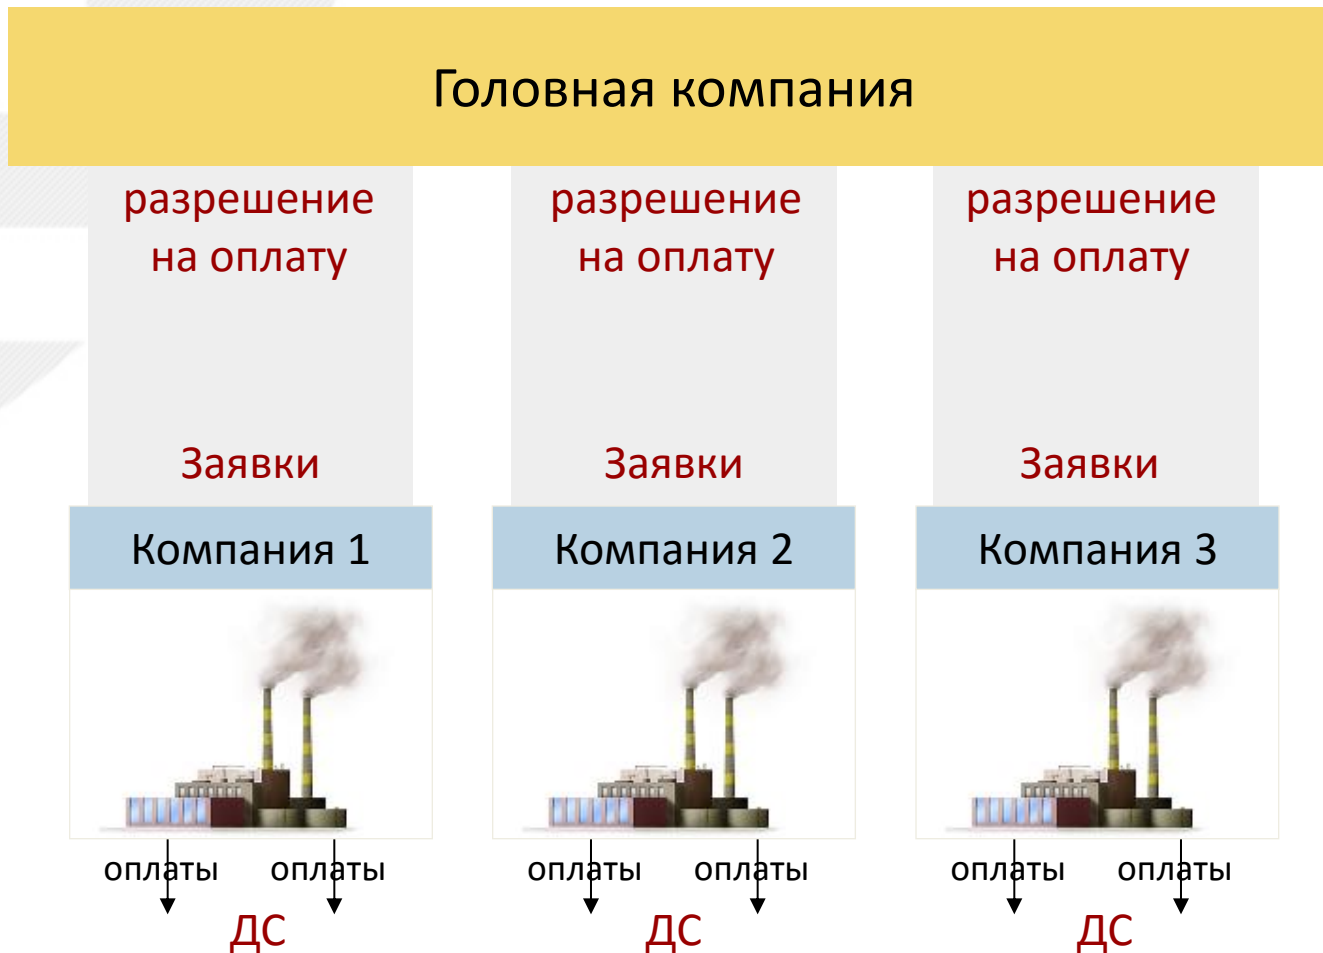 Головная компания
разрешение
на оплату
разрешение
на оплату
разрешение
на оплату
Заявки
Заявки
Заявки
Компания 1
Компания 2
Компания 3
оплаты оплаты
оплаты оплаты
оплаты оплаты
ДС
ДС
ДС